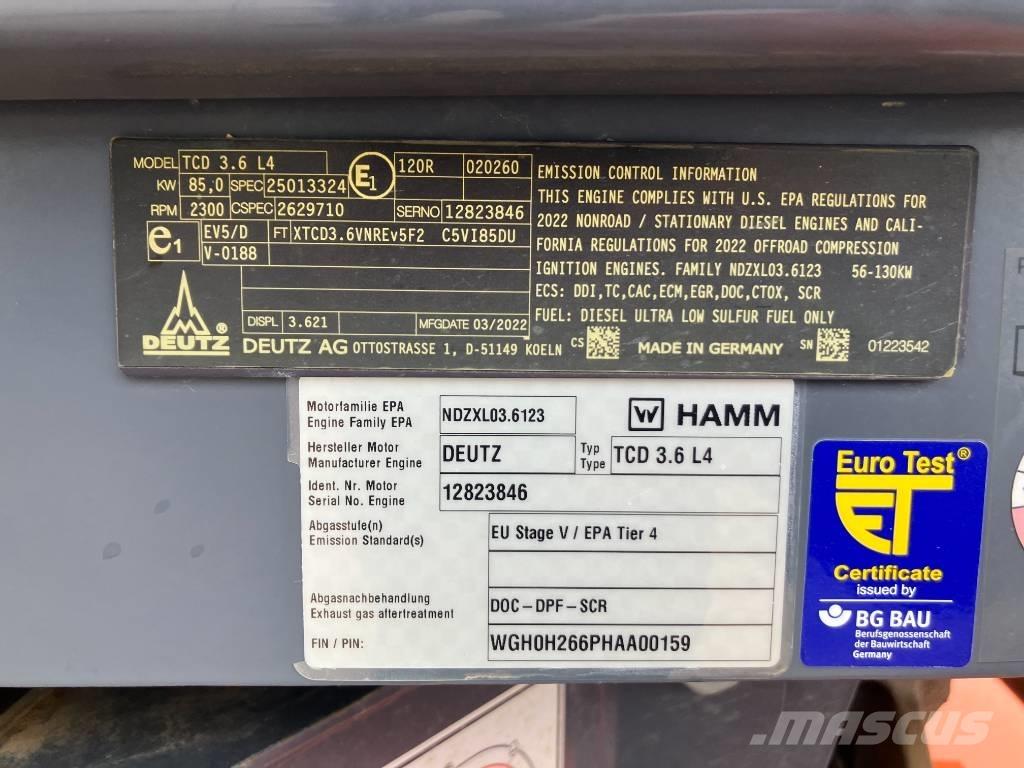 MODEL TCD 3.6 L4 E1 120R 020260
KW 85,0 SPEC 25013324
RPM 2300 CSPEC 2629710 SERNO 12823846
e1 EV5/D FT XTCD3.6VNREv5F2 C5VI85DU
V-0188
DISPL 3.621 MFGDATE 03/2022
DEUTZ®
DEUTZ AG OTTOSTRASSE 1, D-51149 KOELN CS MADE IN GERMANY SN 01223542
EMISSION CONTROL INFORMATION
THIS ENGINE COMPLIES WITH U.S. EPA REGULATIONS FOR
2022 NONROAD / STATIONARY DIESEL ENGINES AND CALI-
FORNIA REGULATIONS FOR 2022 OFFROAD COMPRESSION
IGNITION ENGINES. FAMILY NDZXL03.6123 56-130KW
ECS: DDI,TC,CAC,ECM,EGR,DOC,CTOX, SCR
FUEL: DIESEL ULTRA LOW SULFUR FUEL ONLY
Motorfamilie EPA
Engine Family EPA
NDZXL03.6123
HAMM
Hersteller Motor
Manufacturer Engine
DEUTZ
Typ
Type
TCD 3.6 L4
Ident. Nr. Motor
Serial No. Engine
12823846
Abgasstufe(n)
Emission Standard(s)
EU Stage V / EPA Tier 4
Abgasnachbehandlung
Exhaust gas aftertreatment
DOC-DPF-SCR
FIN / PIN:
WGH0H266PHAA00159
Euro Test®
ET
Certificate
issued by
BG BAU
Berufsgenossenschaft
der Bauwirtschaft
Germany
MASCUS